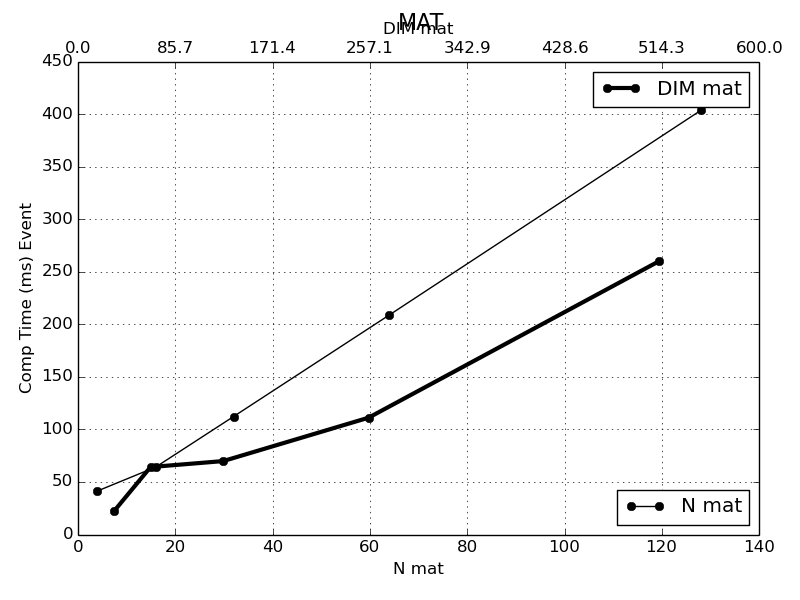 MAT
DIM mat
0.0 85.7 171.4 257.1 342.9 428.6 514.3 600.0
450
400
350
300
250
200
150
100
50
0
Comp Time (ms) Event
DIM mat
N mat
0 20 40 60 80 100 120 140
N mat